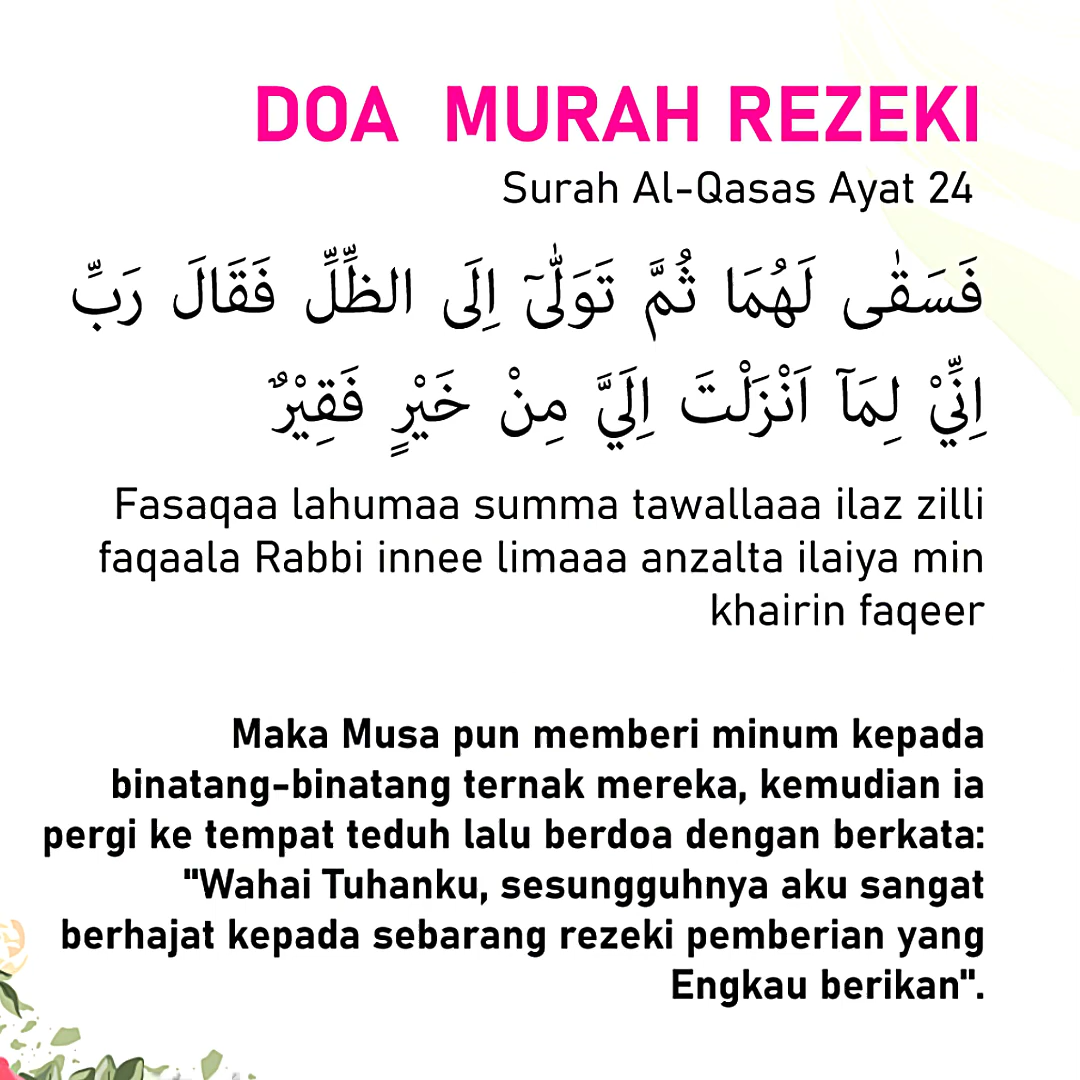 DOA MURAH REZEKI
Surah Al-Qasas Ayat 24
فَسَقٰى لَهُمَا ثُمَّ تَوَلّٰىٓ اِلَى الظِّلِّ فَقَالَ رَبِّ
اِنِّيْ لِمَآ اَنْزَلْتَ اِلَيَّ مِنْ خَيْرٍ فَقِيْرٌ
Fasaqaa lahumaa summa tawallaaa ilaz zilli
faqaala Rabbi innee limaaa anzalta ilaiya min
khairin faqeer
Maka Musa pun memberi minum kepada
binatang-binatang ternak mereka, kemudian ia
pergi ke tempat teduh lalu berdoa dengan berkata:
"Wahai Tuhanku, sesungguhnya aku sangat
berhajat kepada sebarang rezeki pemberian yang
Engkau berikan".